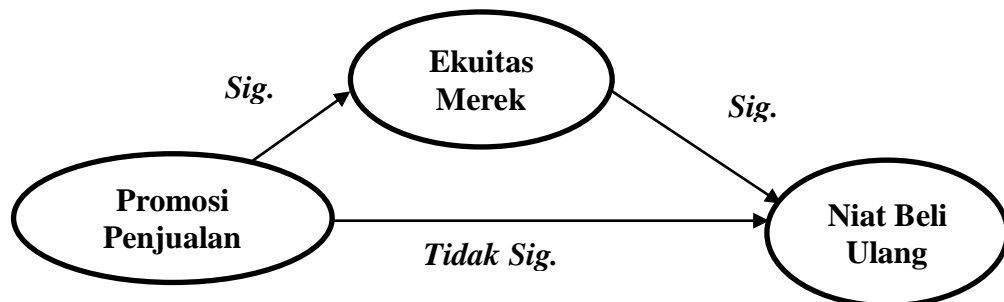 Ekuitas
Merek
Sig.
Sig.
Promosi
Penjualan
Niat Beli
Ulang
Tidak Sig.